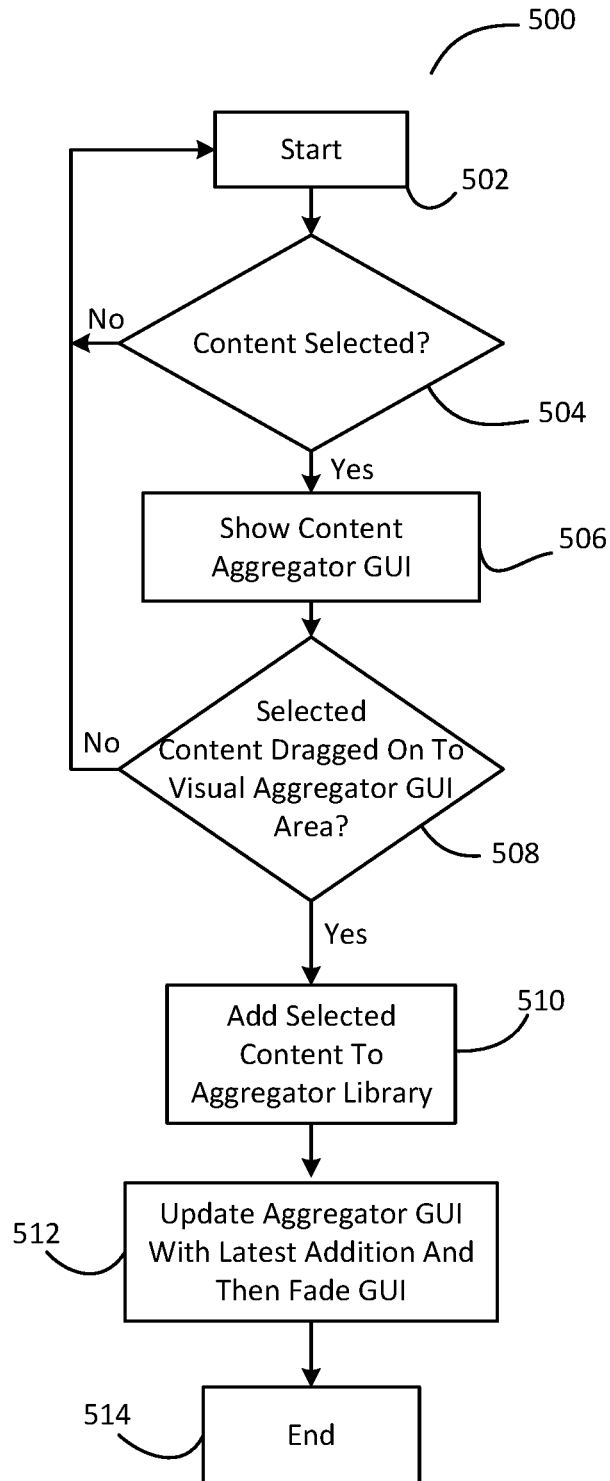 500
Start
502
No
Content Selected?
504
Yes
Show Content
Aggregator GUI
506
No
Selected
Content Dragged On To
Visual Aggregator GUI
Area?
508
Yes
510
Add Selected
Content To
Aggregator Library
512
Update Aggregator GUI
With Latest Addition And
Then Fade GUI
514
End